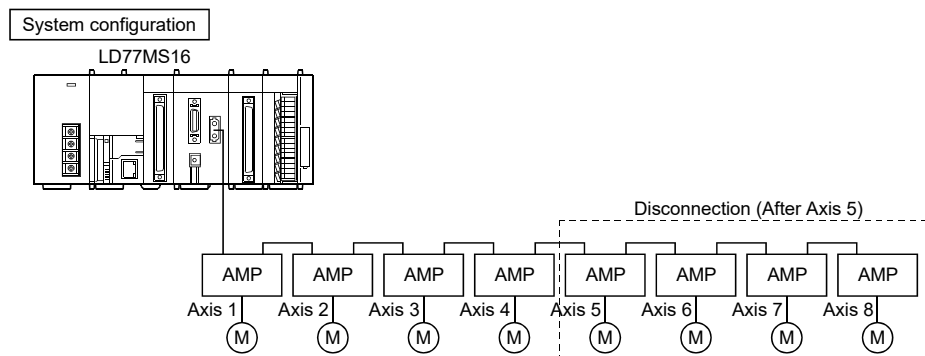 System configuration
LD77MS16
Disconnection (After Axis 5)
AMP AMP AMP AMP AMP AMP AMP AMP
Axis 1 Axis 2 Axis 3 Axis 4 Axis 5 Axis 6 Axis 7 Axis 8
M M M M M M M M